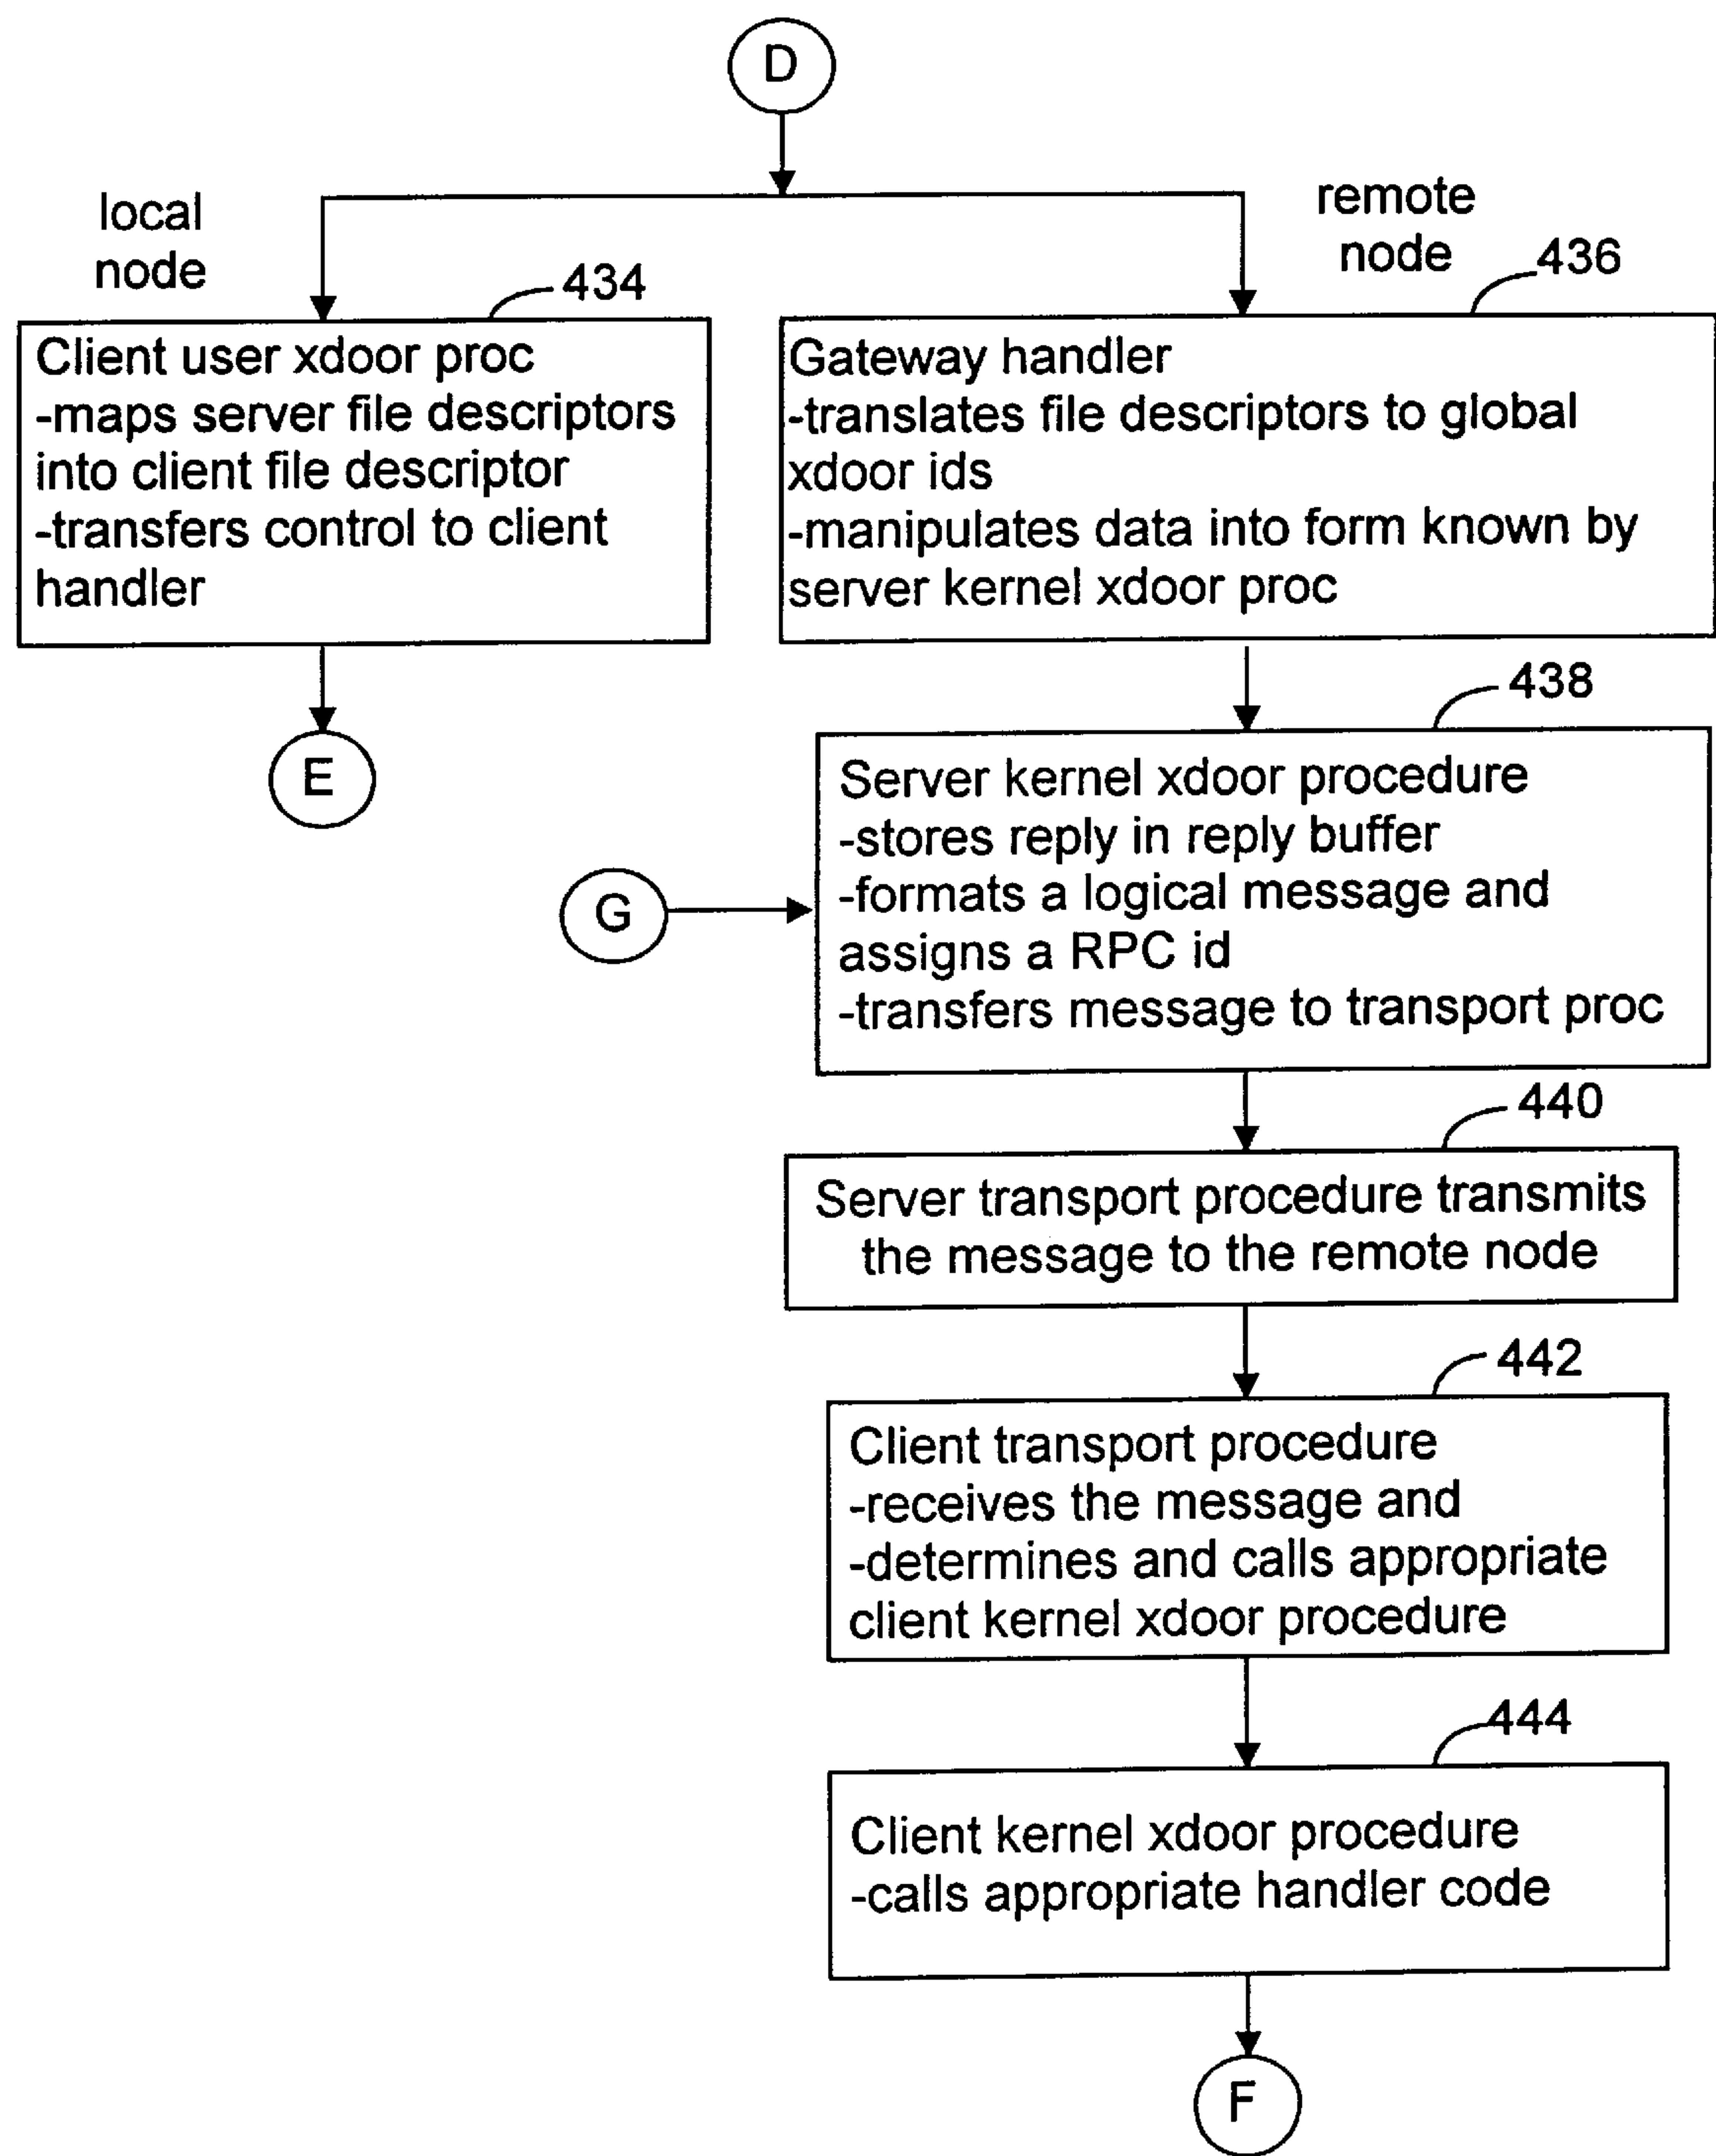 D
local
node
remote
node
434
436
Client user xdoor proc
-maps server file descriptors
into client file descriptor
-transfers control to client
handler
Gateway handler
-translates file descriptors to global
xdoor ids
-manipulates data into form known by
server kernel xdoor proc
E
438
Server kernel xdoor procedure
-stores reply in reply buffer
-formats a logical message and
assigns a RPC id
-transfers message to transport proc
G
440
Server transport procedure transmits
the message to the remote node
442
Client transport procedure
-receives the message and
-determines and calls appropriate
client kernel xdoor procedure
444
Client kernel xdoor procedure
-calls appropriate handler code
F